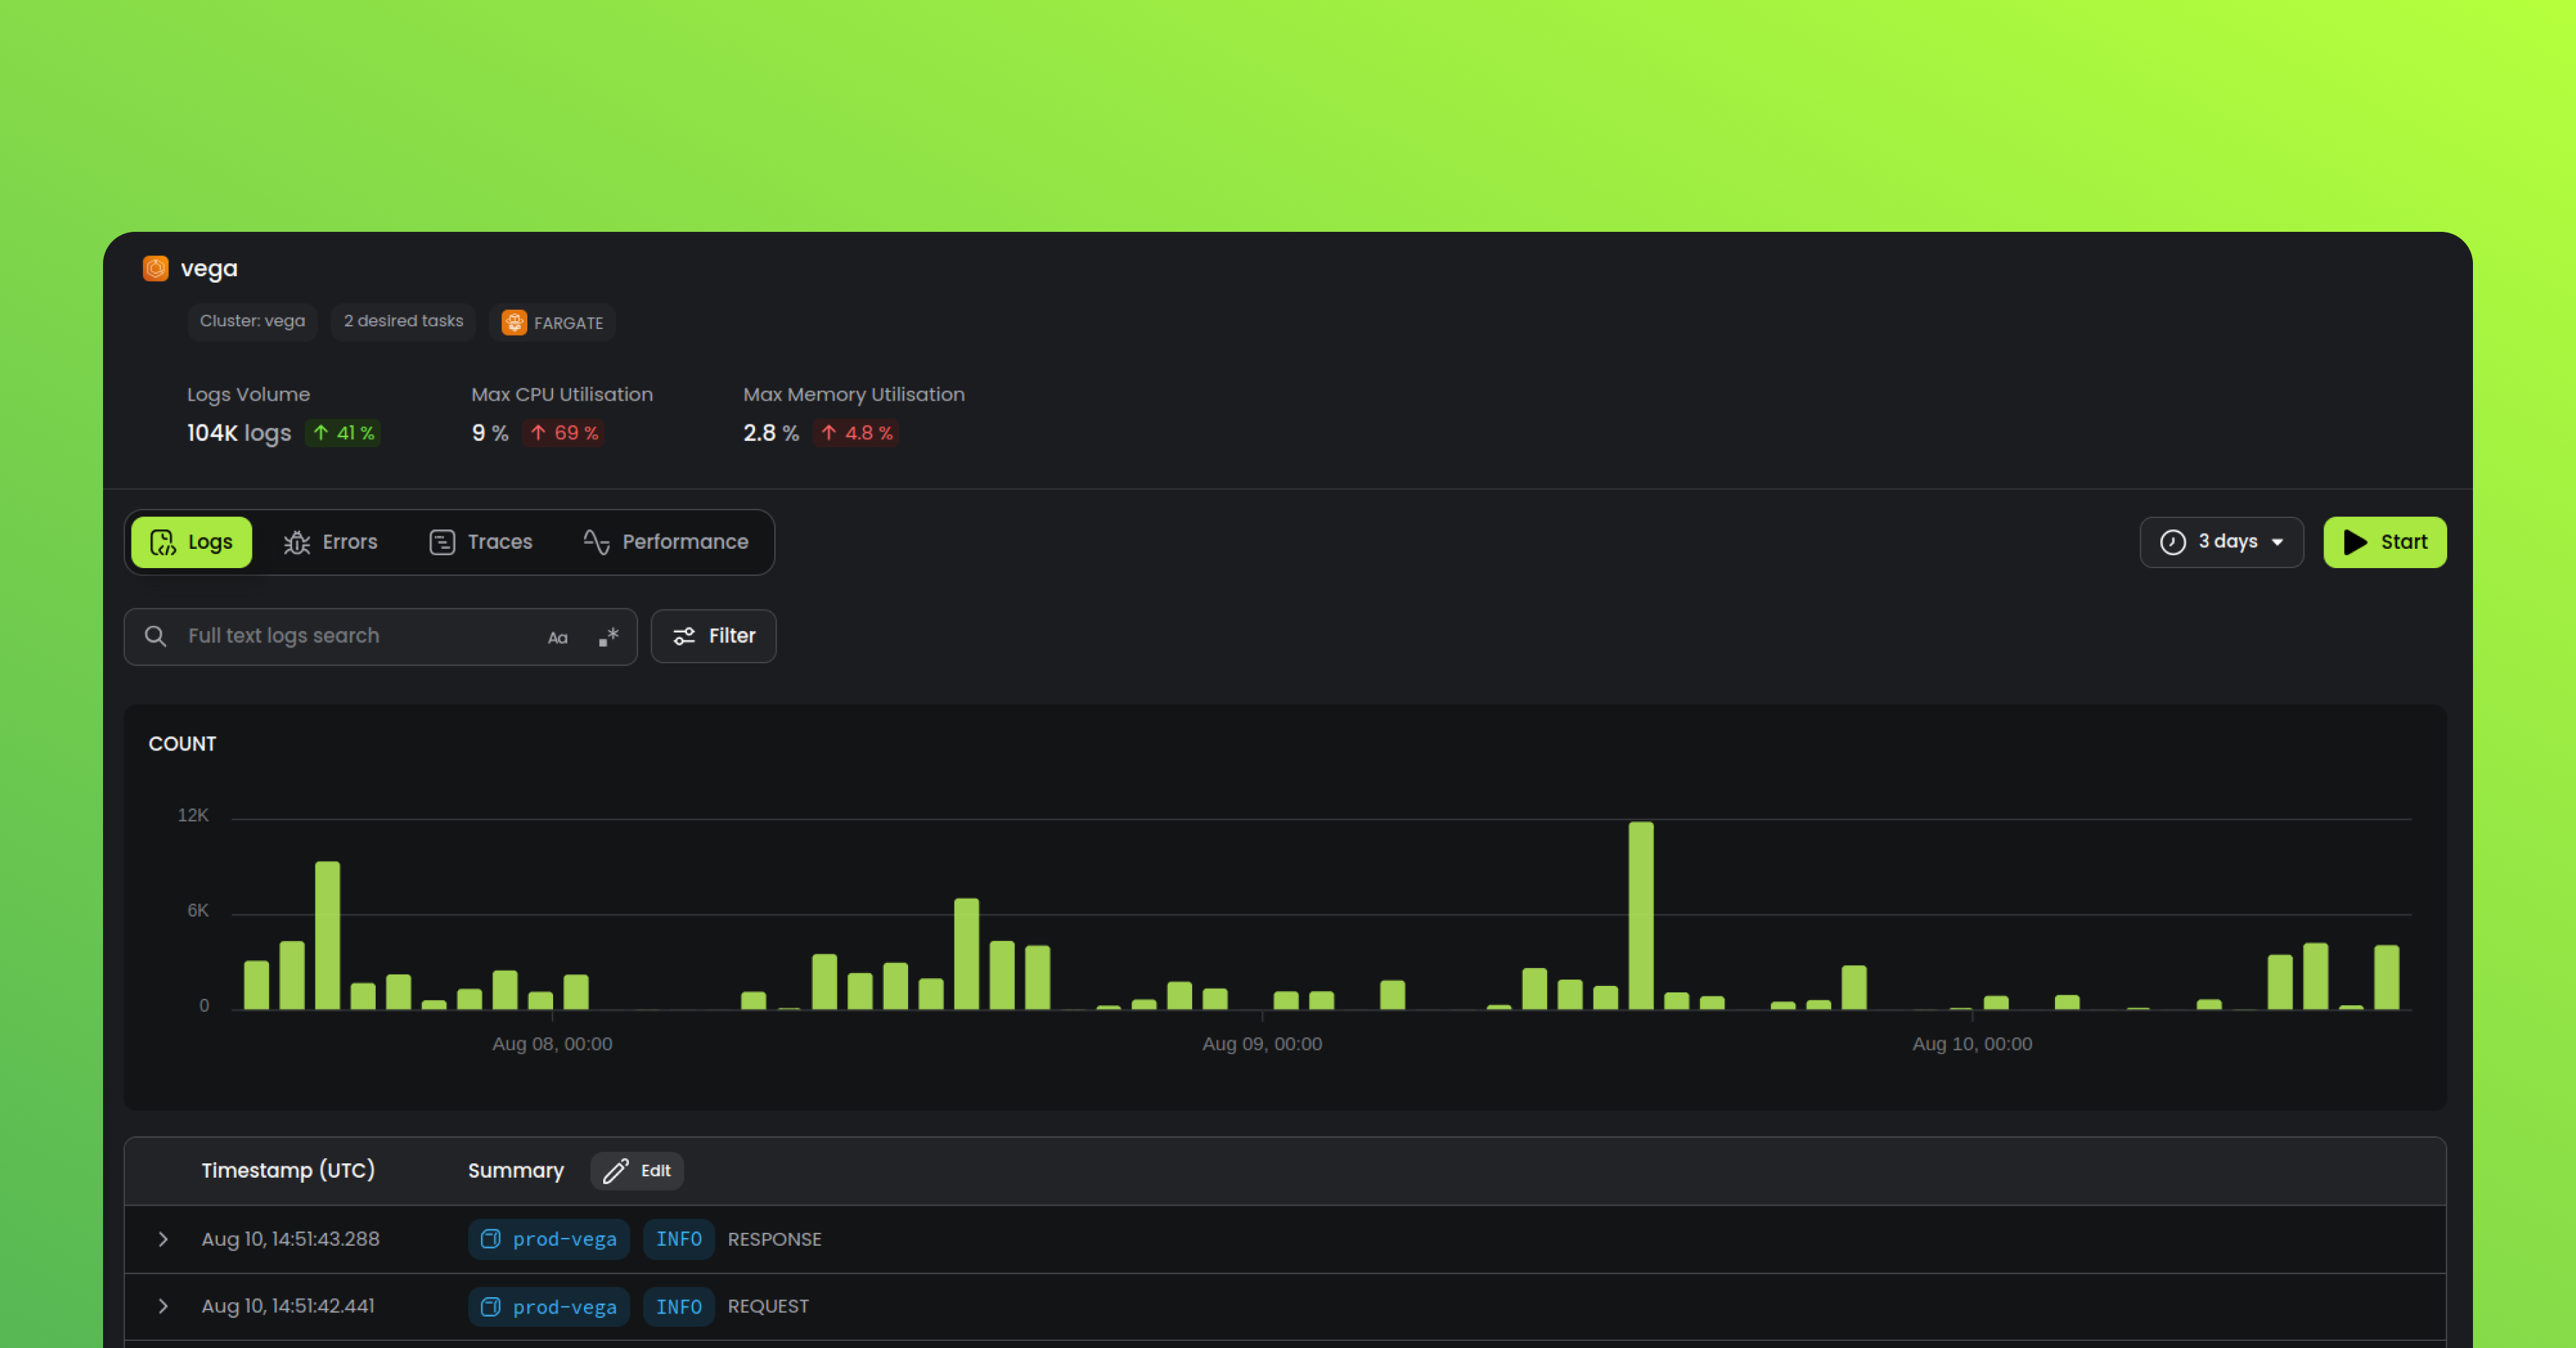 vega
Cluster: vega 2 desired tasks FARGATE
Logs Volume Max CPU Utilisation Max Memory Utilisation
104K logs ↑ 41 % 9 % ↑ 69 % 2.8 % ↑ 4.8 %
Logs Errors Traces Performance 3 days Start
Full text logs search Aa .* Filter
COUNT
12K
6K
0
Aug 08, 00:00 Aug 09, 00:00 Aug 10, 00:00
Timestamp (UTC) Summary Edit
Aug 10, 14:51:43.288 prod-vega INFO RESPONSE
Aug 10, 14:51:42.441 prod-vega INFO REQUEST